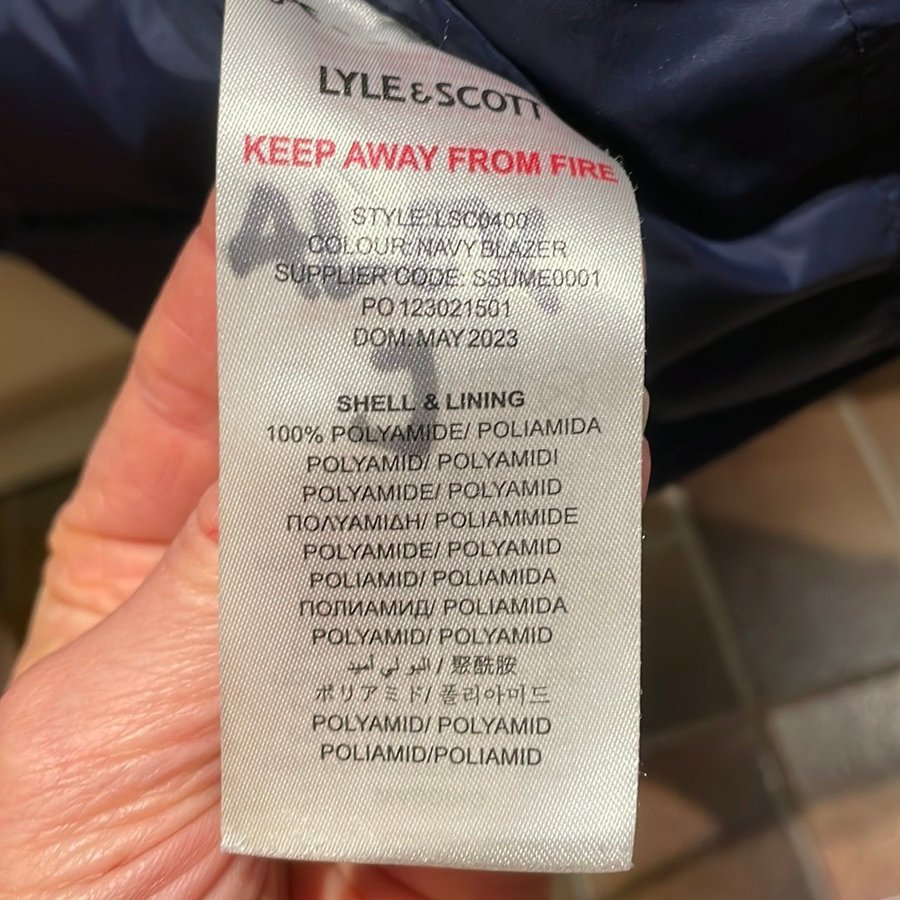 LYLE & SCOTT
KEEP AWAY FROM FIRE
STYLE: LSC0400
COLOUR: NAVY BLAZER
SUPPLIER CODE: SSUME0001
PO 123021501
DOM: MAY 2023
SHELL & LINING
100% POLYAMIDE/ POLIAMIDA
POLYAMID/ POLYAMIDI
POLYAMIDE/ POLYAMID
ΠΟΛΥΑΜΙΔΗ/ POLIAMMIDE
POLYAMIDE/ POLYAMID
POLIAMID/ POLIAMIDA
ПОЛИАМИД/ POLIAMIDA
POLYAMID/ POLYAMID
البو لي أميد / 聚酰胺
ポリアミド/ 폴리아미드
POLYAMID/ POLYAMID
POLIAMID/POLIAMID